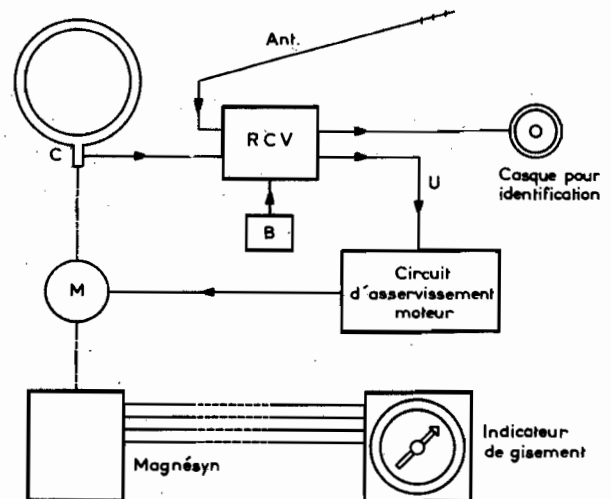 Ant.
RCV
C
U
Casque pour
identification
B
M
Circuit
d'asservissement
moteur
Magnésyn
Indicateur
de gisement